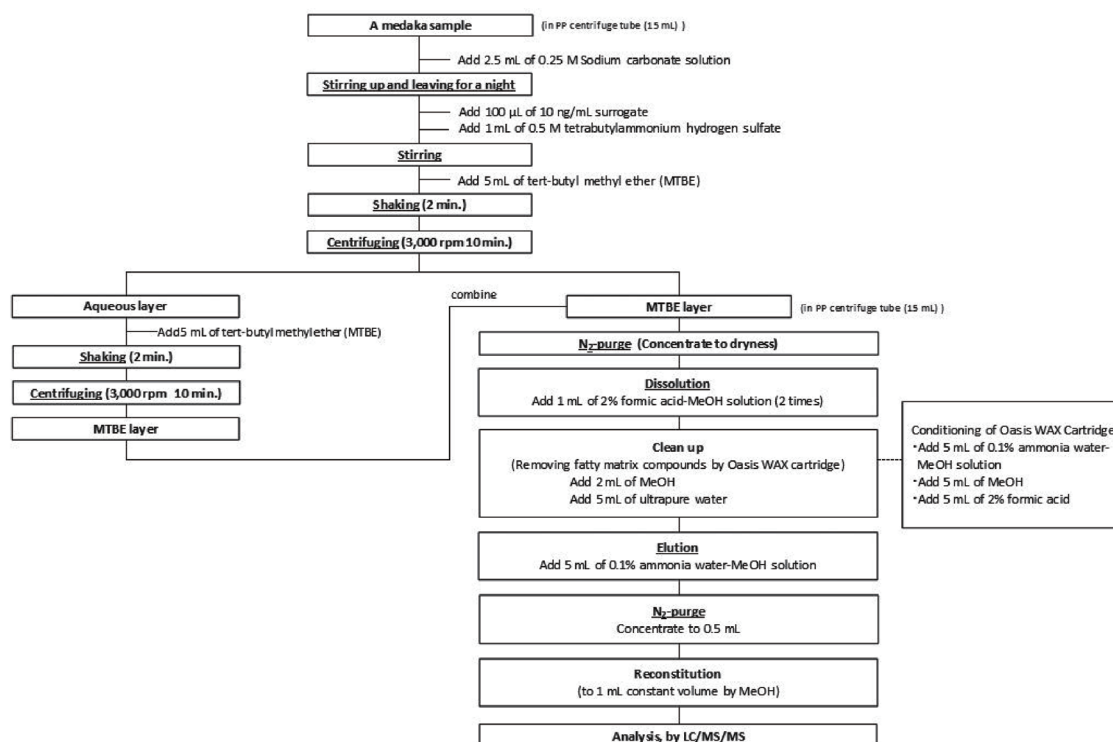 A medaka sample
(in PP centrifuge tube (15 mL) )
Add 2.5 mL of 0.25 M Sodium carbonate solution
Stirring up and leaving for a night
Add 100 µL of 10 ng/mL surrogate
Add 1 mL of 0.5 M tetrabutylammonium hydrogen sulfate
Stirring
Add 5 mL of tert-butyl methyl ether (MTBE)
Shaking (2 min.)
Centrifuging (3,000 rpm 10 min.)
Aqueous layer
Add5 mL of tert-butyl methyl ether (MTBE)
Shaking (2 min.)
Centrifuging (3,000 rpm 10 min.)
MTBE layer
combine
MTBE layer
(in PP centrifuge tube (15 mL) )
N2-purge (Concentrate to dryness)
Dissolution
Add 1 mL of 2% formic acid-MeOH solution (2 times)
Clean up
(Removing fatty matrix compounds by Oasis WAX cartridge)
Add 2mL of MeOH
Add 5 mL of ultrapure water
Conditioning of Oasis WAX Cartridge
•Add 5 mL of 0.1% ammonia water-
MeOH solution
•Add 5 mL of MeOH
•Add 5 mL of 2% formic acid
Elution
Add 5 mL of 0.1% ammonia water-MeOH solution
N2-purge
Concentrate to 0.5 mL
Reconstitution
(to 1 mL constant volume by MeOH)
Analysis, by LC/MS/MS